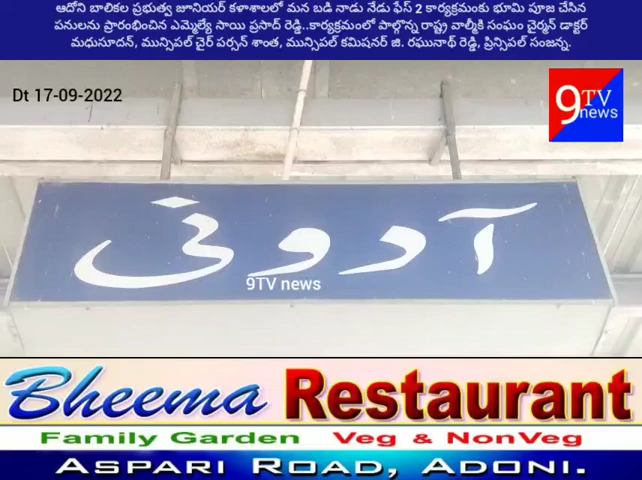 ఆదోని బాలికల ప్రభుత్వ జూనియర్ కళాశాలలో మన బడి నాడు నేడు ఫేస్ 2 కార్యక్రమంకు భూమి పూజ చేసిన
పనులను ప్రారంభించిన ఎమ్మెల్యే సాయి ప్రసాద్ రెడ్డి..కార్యక్రమంలో పాల్గొన్న రాష్ట్ర వాల్మీకి సంఘం చైర్మన్ డాక్టర్
మధుసూదన్, మున్సిపల్ చైర్ పర్సన్ శాంత, మున్సిపల్ కమిషనర్ జి. రఘునాథ్ రెడ్డి, ప్రిన్సిపల్ సంజన్న.
Dt 17-09-2022
9TV news
آدونی
9TV news
Bheema Restaurant
Family Garden Veg & NonVeg
ASPARI ROAD, ADONI.